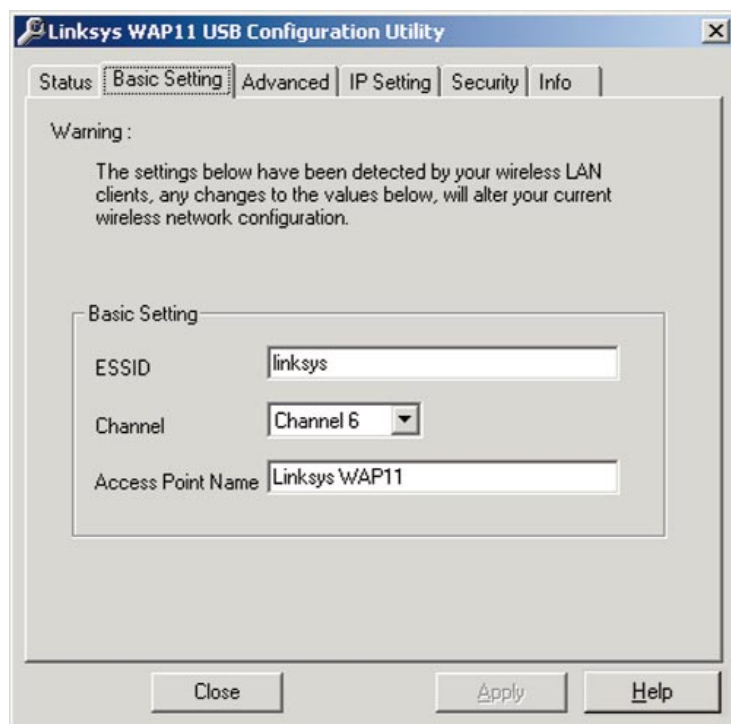 Linksys WAP11 USB Configuration Utility
Status Basic Setting Advanced IP Setting Security Info
Warning :
The settings below have been detected by your wireless LAN
clients, any changes to the values below, will alter your current
wireless network configuration.
Basic Setting
ESSID linksys
Channel Channel 6
Access Point Name Linksys WAP11
Close Apply Help